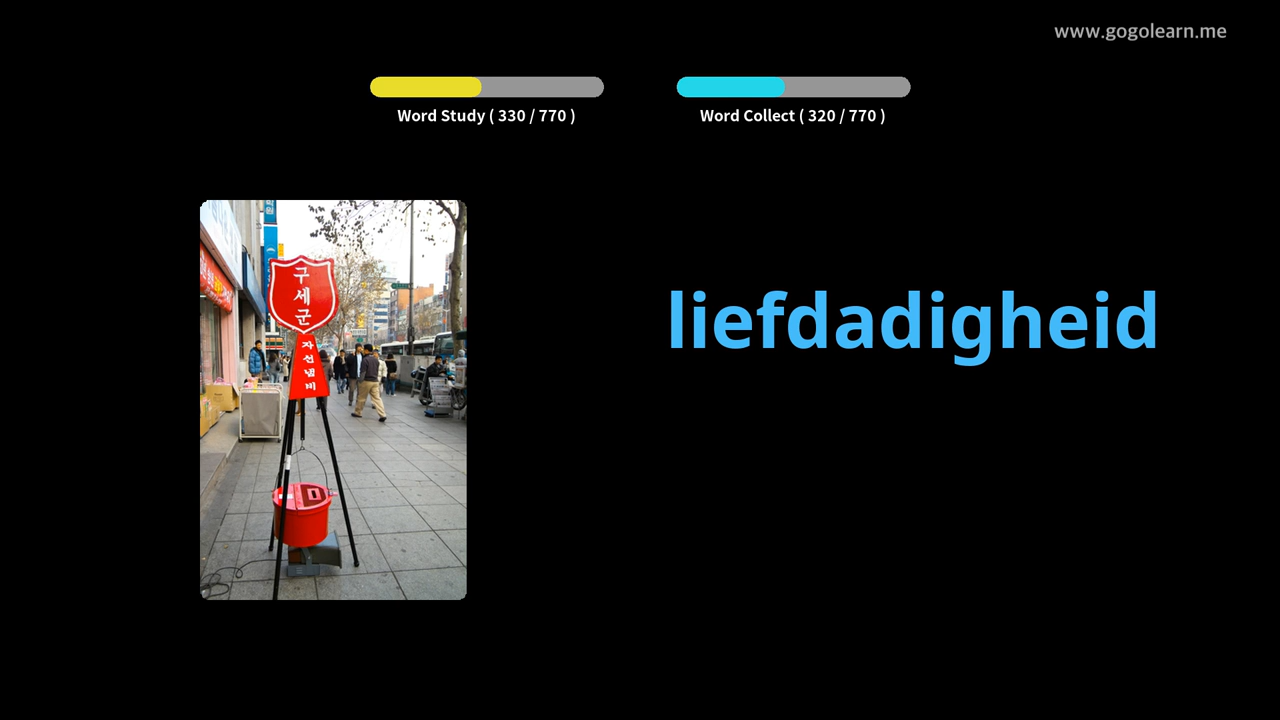 www.gogolearn.me
Word Study ( 330 / 770 )
Word Collect ( 320 / 770 )
구세군
자선냄비
liefdadigheid